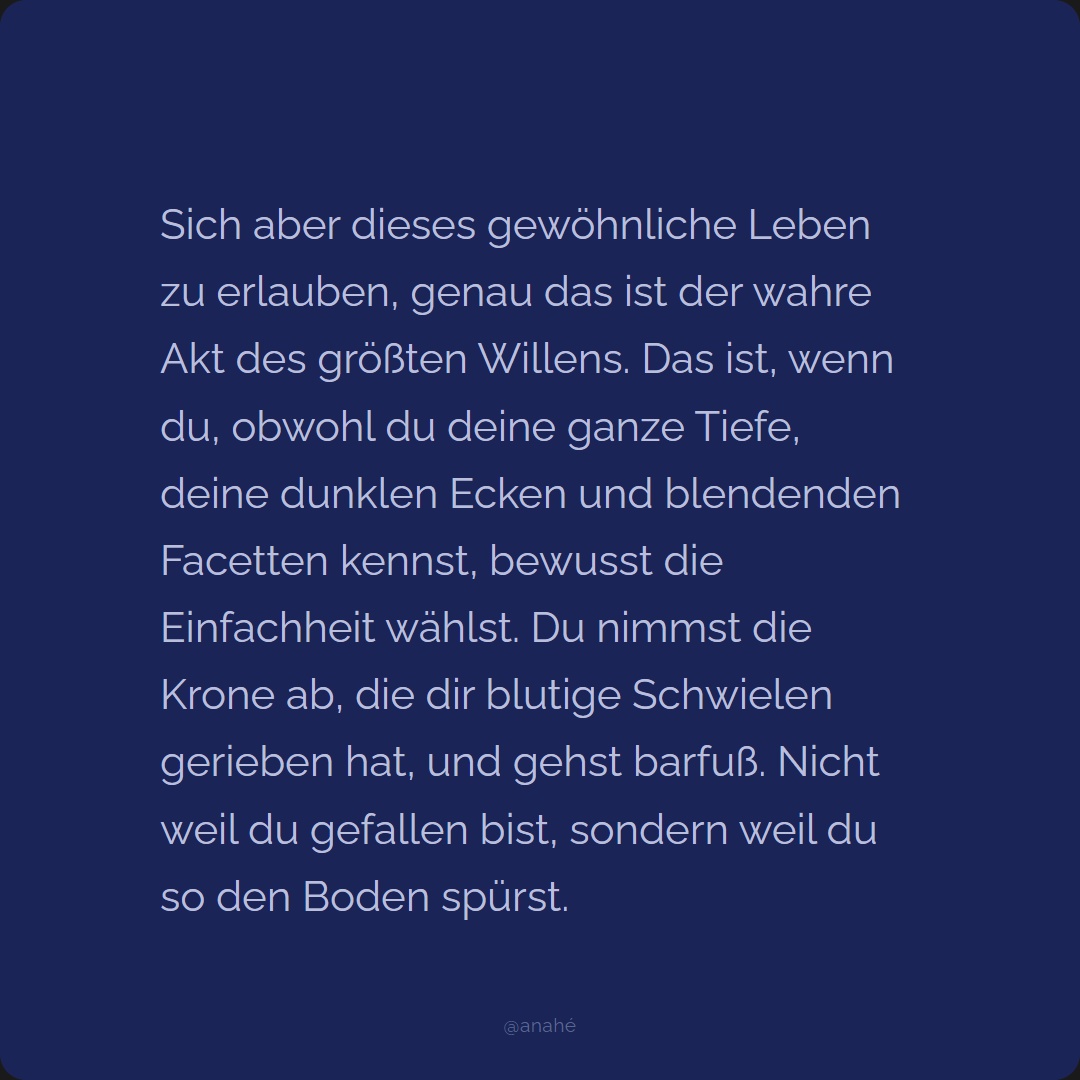 Sich aber dieses gewöhnliche Leben
zu erlauben, genau das ist der wahre
Akt des größten Willens. Das ist, wenn
du, obwohl du deine ganze Tiefe,
deine dunklen Ecken und blendenden
Facetten kennst, bewusst die
Einfachheit wählst. Du nimmst die
Krone ab, die dir blutige Schwielen
gerieben hat, und gehst barfuß. Nicht
weil du gefallen bist, sondern weil du
so den Boden spürst.
@anahé